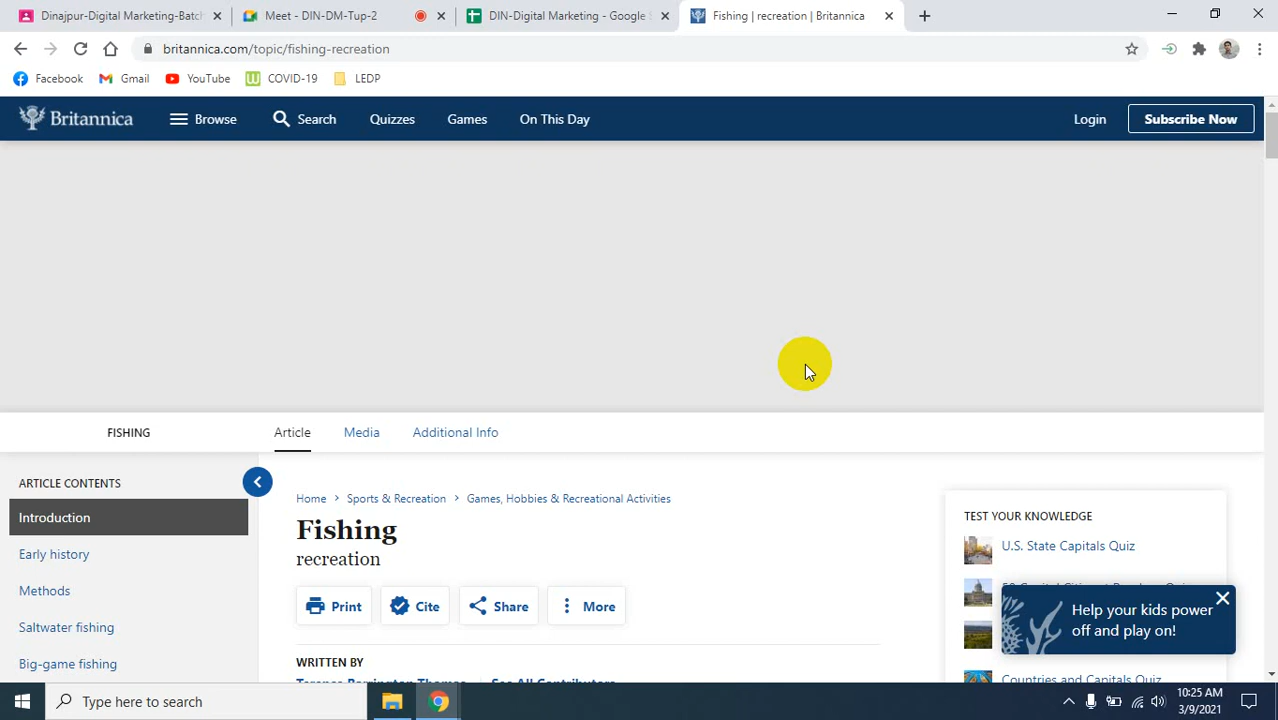 Dinajpur-Digital Marketing-Batch
Meet - DIN-DM-Tup-2
DIN-Digital Marketing - Google S
Fishing | recreation | Britannica
britannica.com/topic/fishing-recreation
Facebook
Gmail
YouTube
COVID-19
LEDP
Britannica
Browse
Search
Quizzes
Games
On This Day
Login
Subscribe Now
FISHING
Article
Media
Additional Info
ARTICLE CONTENTS
Introduction
Early history
Methods
Saltwater fishing
Big-game fishing
Home > Sports & Recreation > Games, Hobbies & Recreational Activities
Fishing
recreation
Print
Cite
Share
More
WRITTEN BY
See All Contributors
TEST YOUR KNOWLEDGE
U.S. State Capitals Quiz
Help your kids power
off and play on!
Countries and Capitals Quiz
Type here to search
10:25 AM
3/9/2021